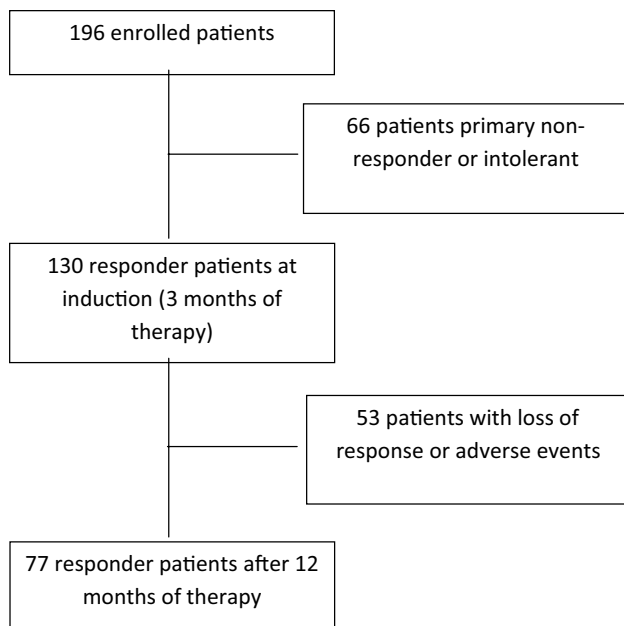 196 enrolled patients
66 patients primary non-
responder or intolerant
130 responder patients at
induction (3 months of
therapy)
53 patients with loss of
response or adverse events
77 responder patients after 12
months of therapy